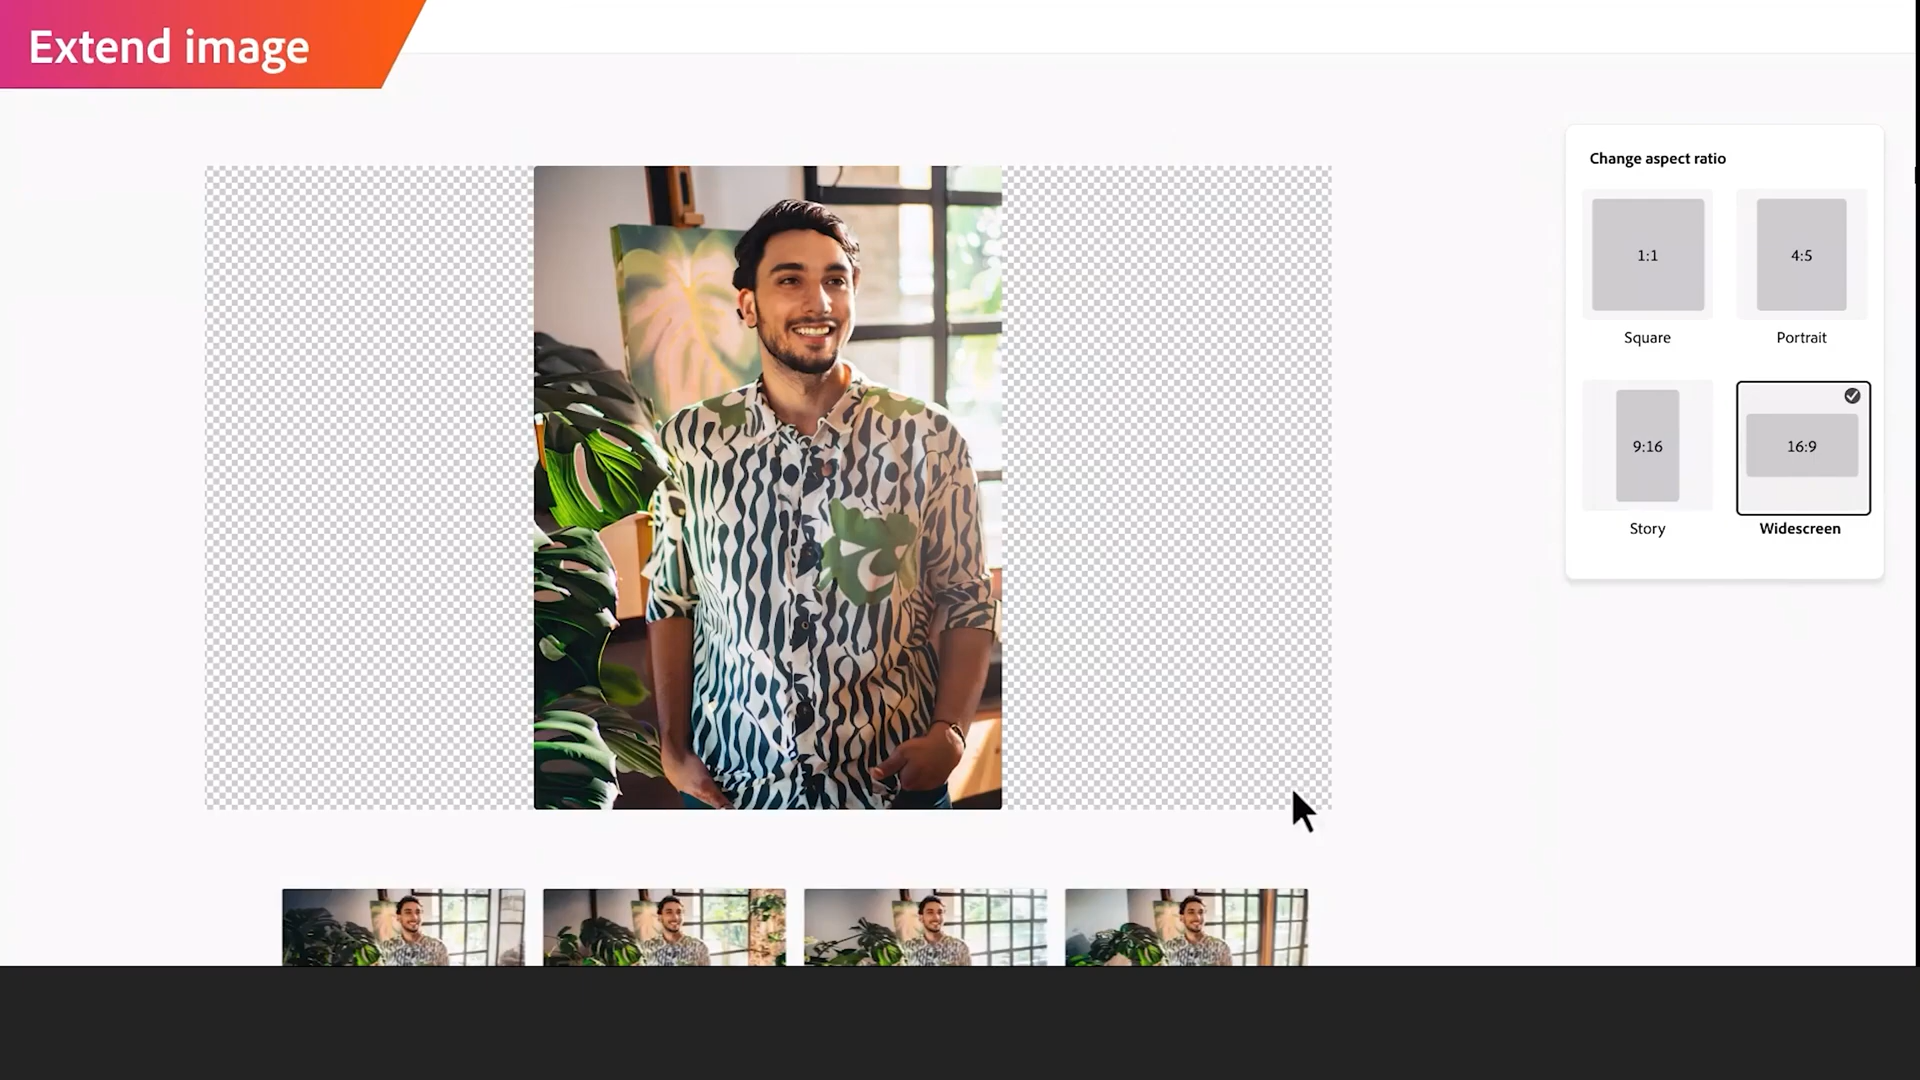 Extend image
Change aspect ratio
1:1
4:5
Square
Portrait
9:16
16:9
Story
Widescreen